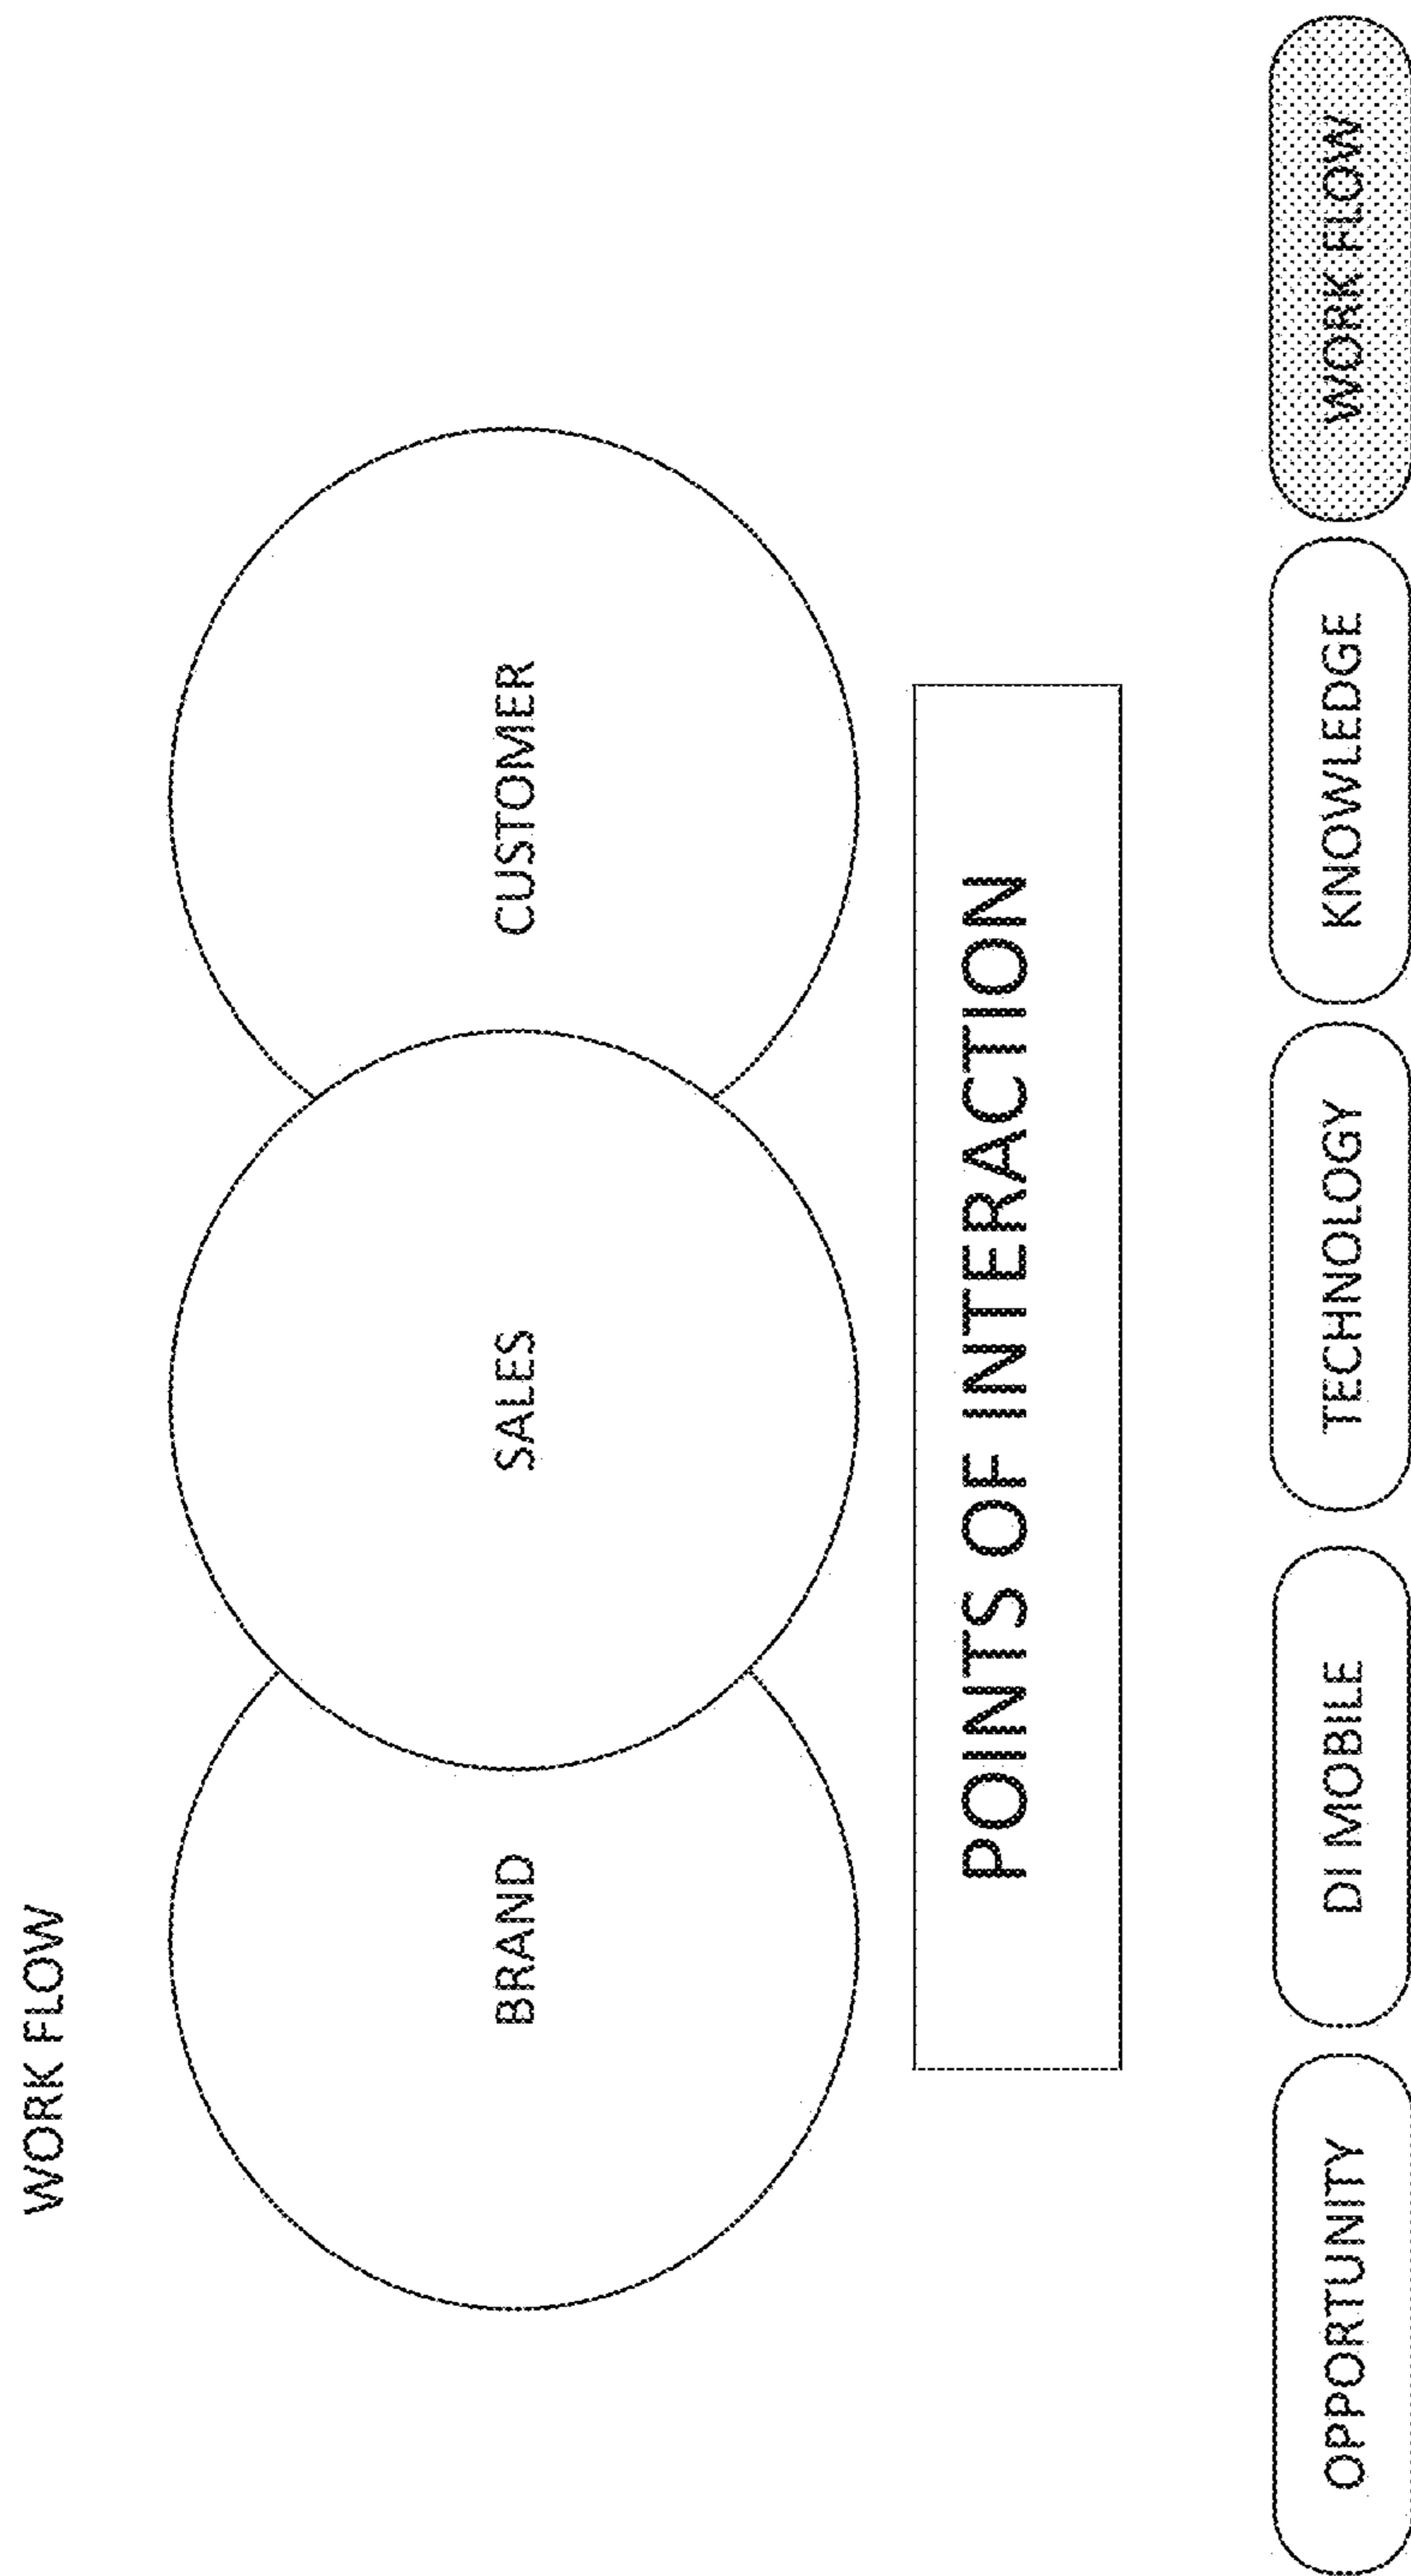 WORK FLOW
BRAND
SALES
CUSTOMER
POINTS OF INTERACTION
OPPORTUNITY
DI MOBILE
TECHNOLOGY
KNOWLEDGE
WORK FLOW